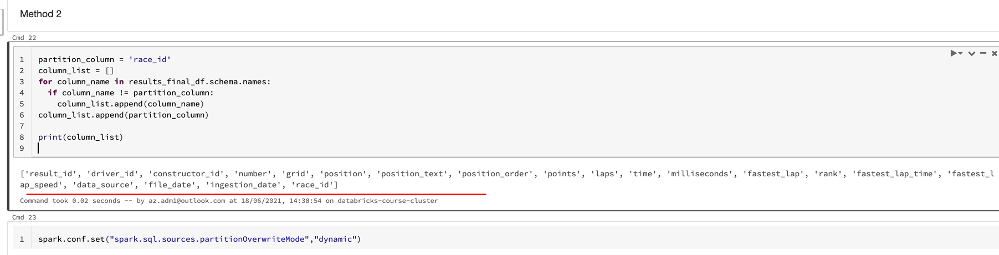 Method 2
Cmd 22
1 partition_column = 'race_id'
2 column_list = []
3 for column_name in results_final_df.schema.names:
4   if column_name != partition_column:
5     column_list.append(column_name)
6 column_list.append(partition_column)
7
8 print(column_list)
9
['result_id', 'driver_id', 'constructor_id', 'number', 'grid', 'position', 'position_text', 'position_order', 'points', 'laps', 'time', 'milliseconds', 'fastest_lap', 'rank', 'fastest_lap_time', 'fastest_l
ap_speed', 'data_source', 'file_date', 'ingestion_date', 'race_id']
Command took 0.02 seconds -- by az.adm1@outlook.com at 18/06/2021, 14:38:54 on databricks-course-cluster
Cmd 23
1 spark.conf.set("spark.sql.sources.partitionOverwriteMode","dynamic")